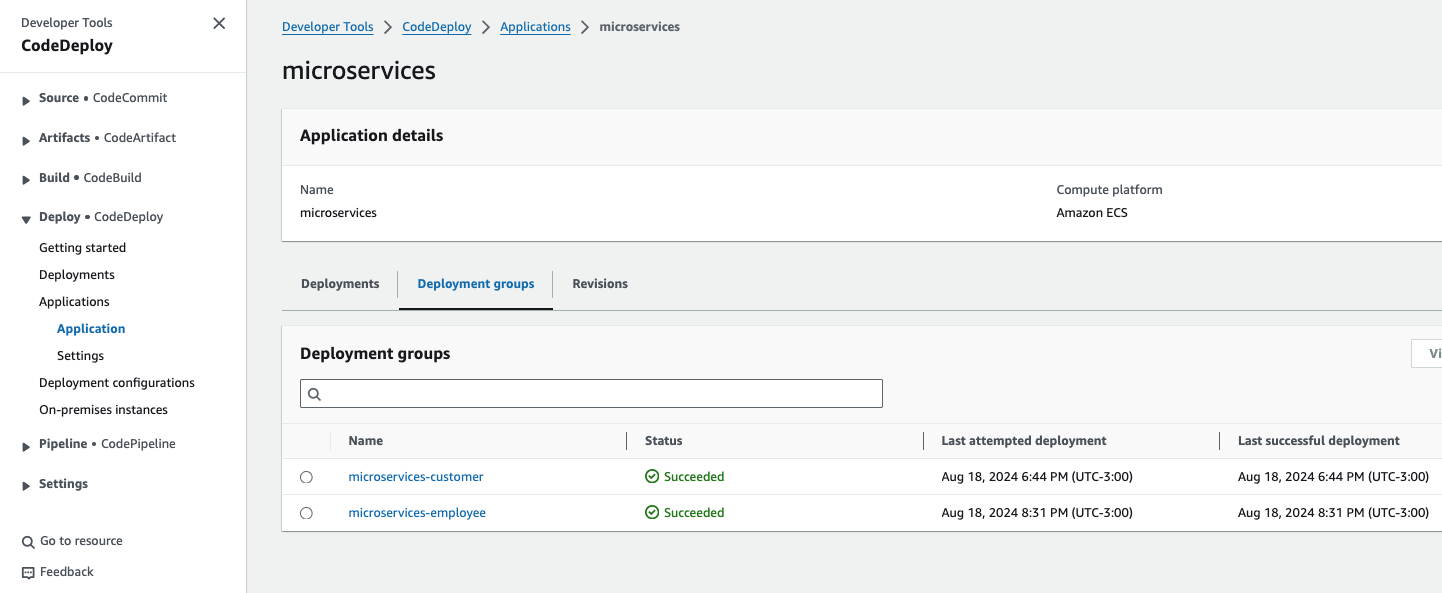 Developer Tools
CodeDeploy
Source • CodeCommit
Artifacts • CodeArtifact
Build • CodeBuild
Deploy • CodeDeploy
Getting started
Deployments
Applications
Application
Settings
Deployment configurations
On-premises instances
Pipeline • CodePipeline
Settings
Go to resource
Feedback
Developer Tools > CodeDeploy > Applications > microservices
microservices
Application details
Name Compute platform
microservices Amazon ECS
Deployments Deployment groups Revisions
Deployment groups
Name Status Last attempted deployment Last successful deployment
microservices-customer Succeeded Aug 18, 2024 6:44 PM (UTC-3:00) Aug 18, 2024 6:44 PM (UTC-3:00)
microservices-employee Succeeded Aug 18, 2024 8:31 PM (UTC-3:00) Aug 18, 2024 8:31 PM (UTC-3:00)